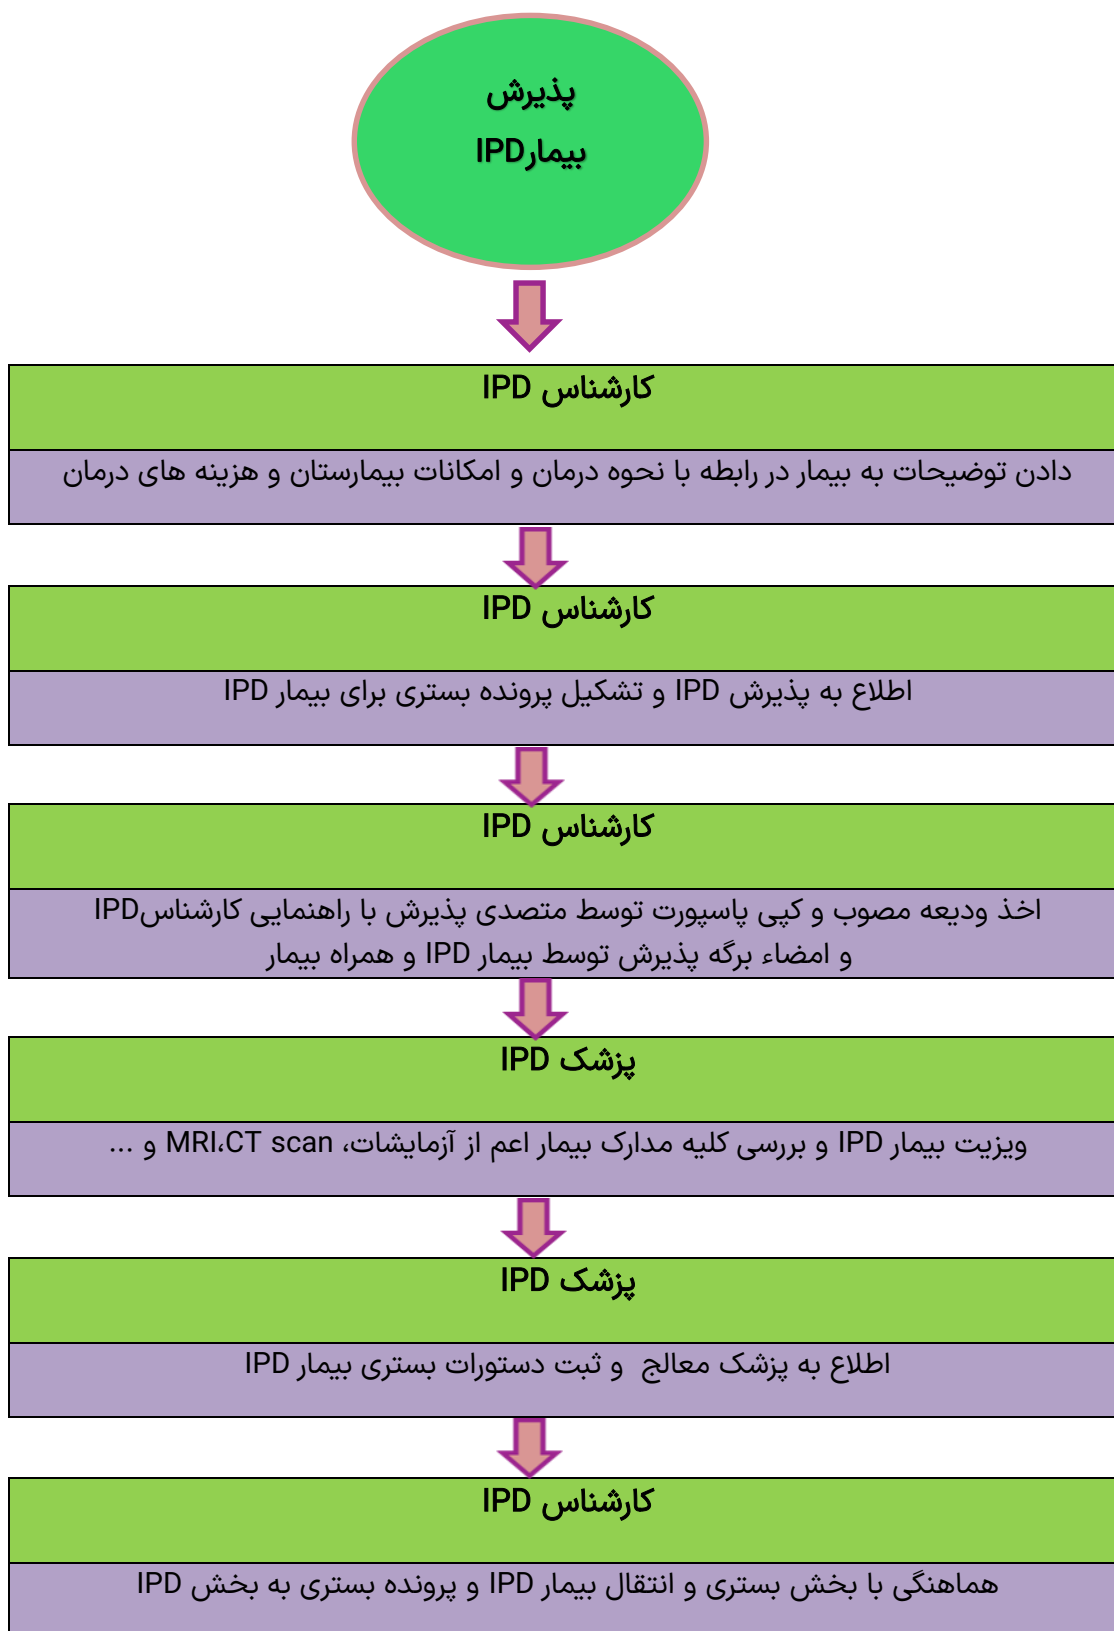 پذیرش
بیمارIPD
کارشناس IPD
دادن توضیحات به بیمار در رابطه با نحوه درمان و امکانات بیمارستان و هزینه های درمان
کارشناس IPD
اطلاع به پذیرش IPD و تشکیل پرونده بستری برای بیمار IPD
کارشناس IPD
اخذ ودیعه مصوب و کپی پاسپورت توسط متصدی پذیرش با راهنمایی کارشناسIPD
و امضاء برگه پذیرش توسط بیمار IPD و همراه بیمار
پزشک IPD
ویزیت بیمار IPD و بررسی کلیه مدارک بیمار اعم از آزمایشات، MRI،CT scan و ...
پزشک IPD
اطلاع به پزشک معالج و ثبت دستورات بستری بیمار IPD
کارشناس IPD
هماهنگی با بخش بستری و انتقال بیمار IPD و پرونده بستری به بخش IPD